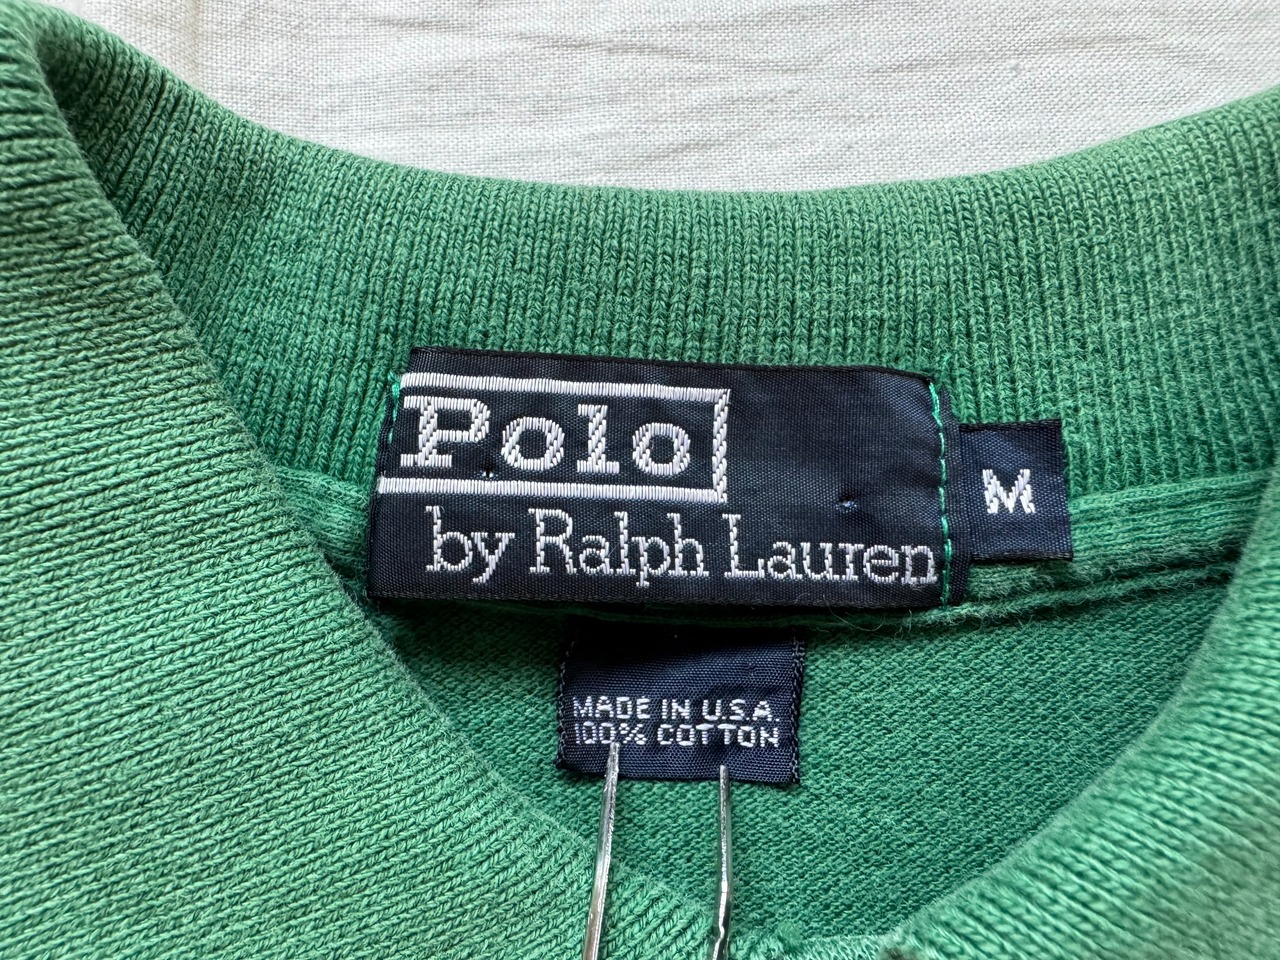 Polo
by Ralph Lauren
M
MADE IN U.S.A.
100% COTTON